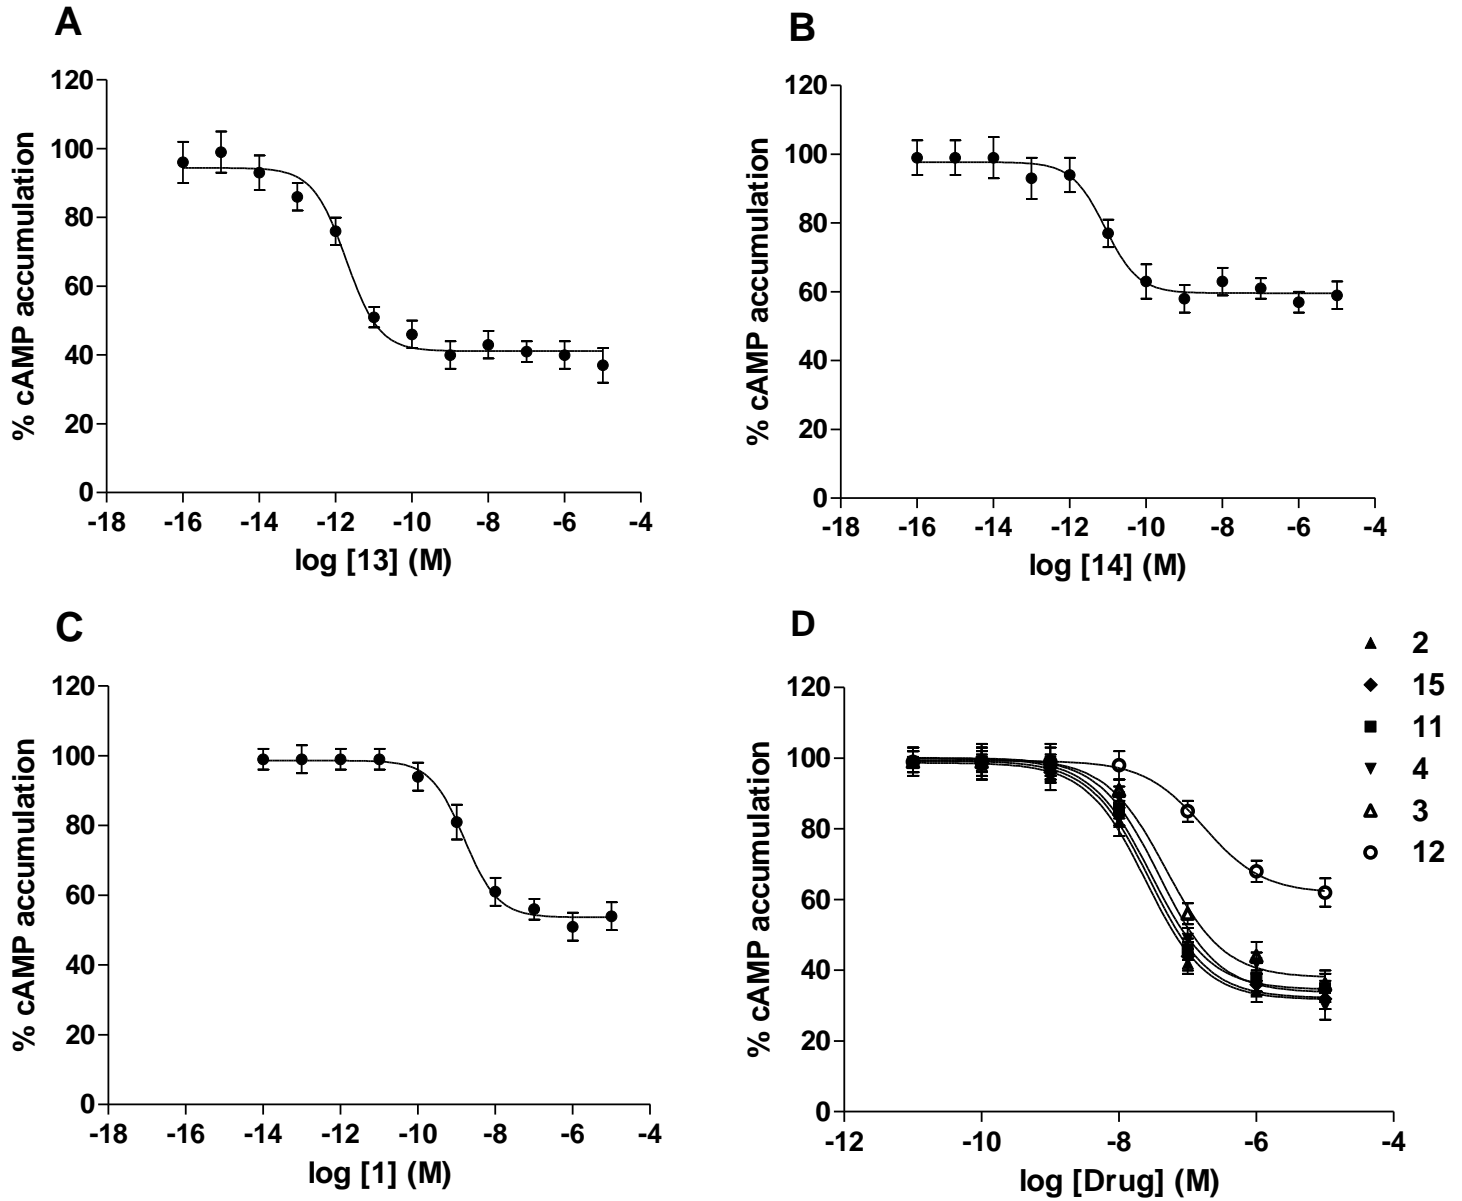 A
120
100
80
60
40
20
0
% cAMP accumulation
-18 -16 -14 -12 -10 -8 -6 -4
log [13] (M)
B
120
100
80
60
40
20
0
% cAMP accumulation
-18 -16 -14 -12 -10 -8 -6 -4
log [14] (M)
C
120
100
80
60
40
20
0
% cAMP accumulation
-18 -16 -14 -12 -10 -8 -6 -4
log [1] (M)
D
2
15
11
4
3
12
120
100
80
60
40
20
0
% cAMP accumulation
-12 -10 -8 -6 -4
log [Drug] (M)